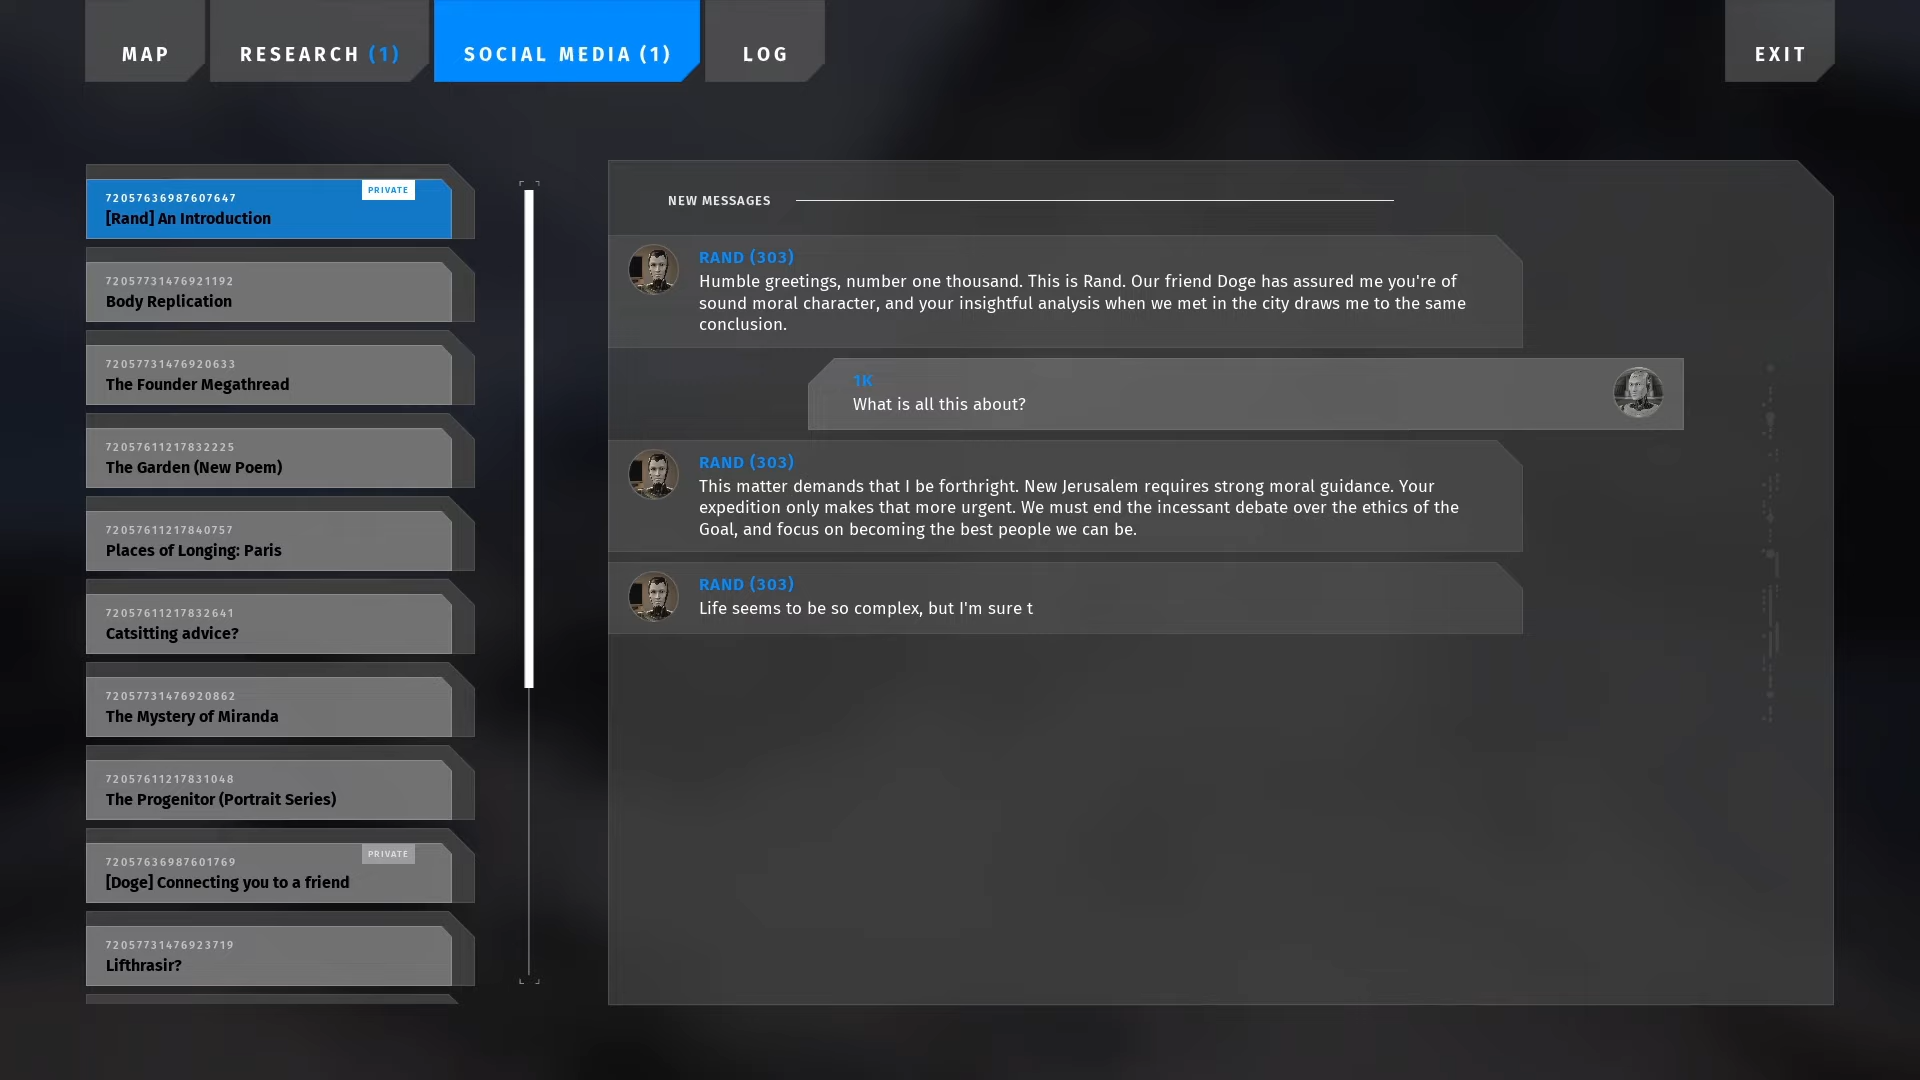 MAP
RESEARCH (1)
SOCIAL MEDIA (1)
LOG
EXIT
72057636987607647
PRIVATE
[Rand] An Introduction
72057731476921192
Body Replication
72057731476920633
The Founder Megathread
72057611217832225
The Garden (New Poem)
72057611217840757
Places of Longing: Paris
72057611217832641
Catsitting advice?
72057731476920862
The Mystery of Miranda
72057611217831048
The Progenitor (Portrait Series)
72057636987601769
PRIVATE
[Doge] Connecting you to a friend
72057731476923719
Lifthrasir?
NEW MESSAGES
RAND (303)
Humble greetings, number one thousand. This is Rand. Our friend Doge has assured me you're of
sound moral character, and your insightful analysis when we met in the city draws me to the same
conclusion.
1K
What is all this about?
RAND (303)
This matter demands that I be forthright. New Jerusalem requires strong moral guidance. Your
expedition only makes that more urgent. We must end the incessant debate over the ethics of the
Goal, and focus on becoming the best people we can be.
RAND (303)
Life seems to be so complex, but I'm sure t